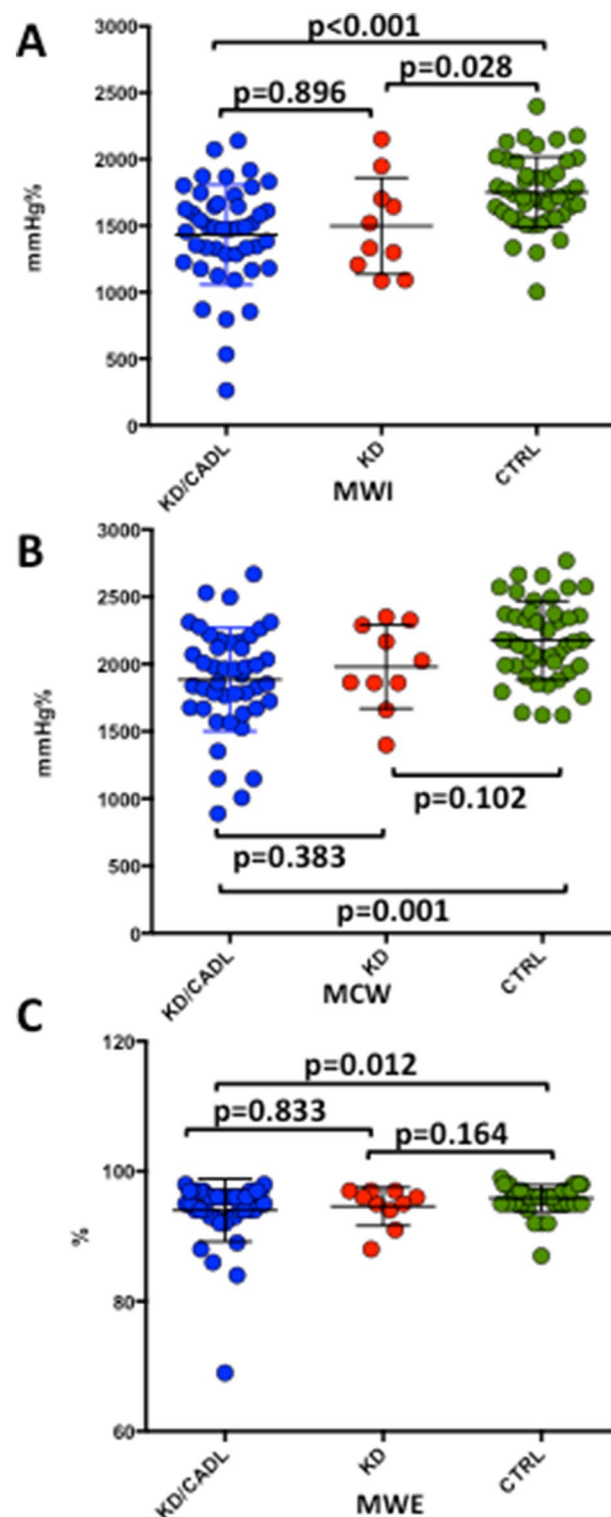 A
3000
p<0.001
p=0.028
2500
p=0.896
2000
mmHg%
1500
1000
500
0
KD/CADL
KD
CTRL
MWI
B
3000
2500
2000
mmHg%
1500
p=0.102
1000
p=0.383
500
p=0.001
0
KD/CADL
KD
CTRL
MCW
C
120
p=0.012
p=0.833
p=0.164
100
%
80
60
KD/CADL
KD
CTRL
MWE